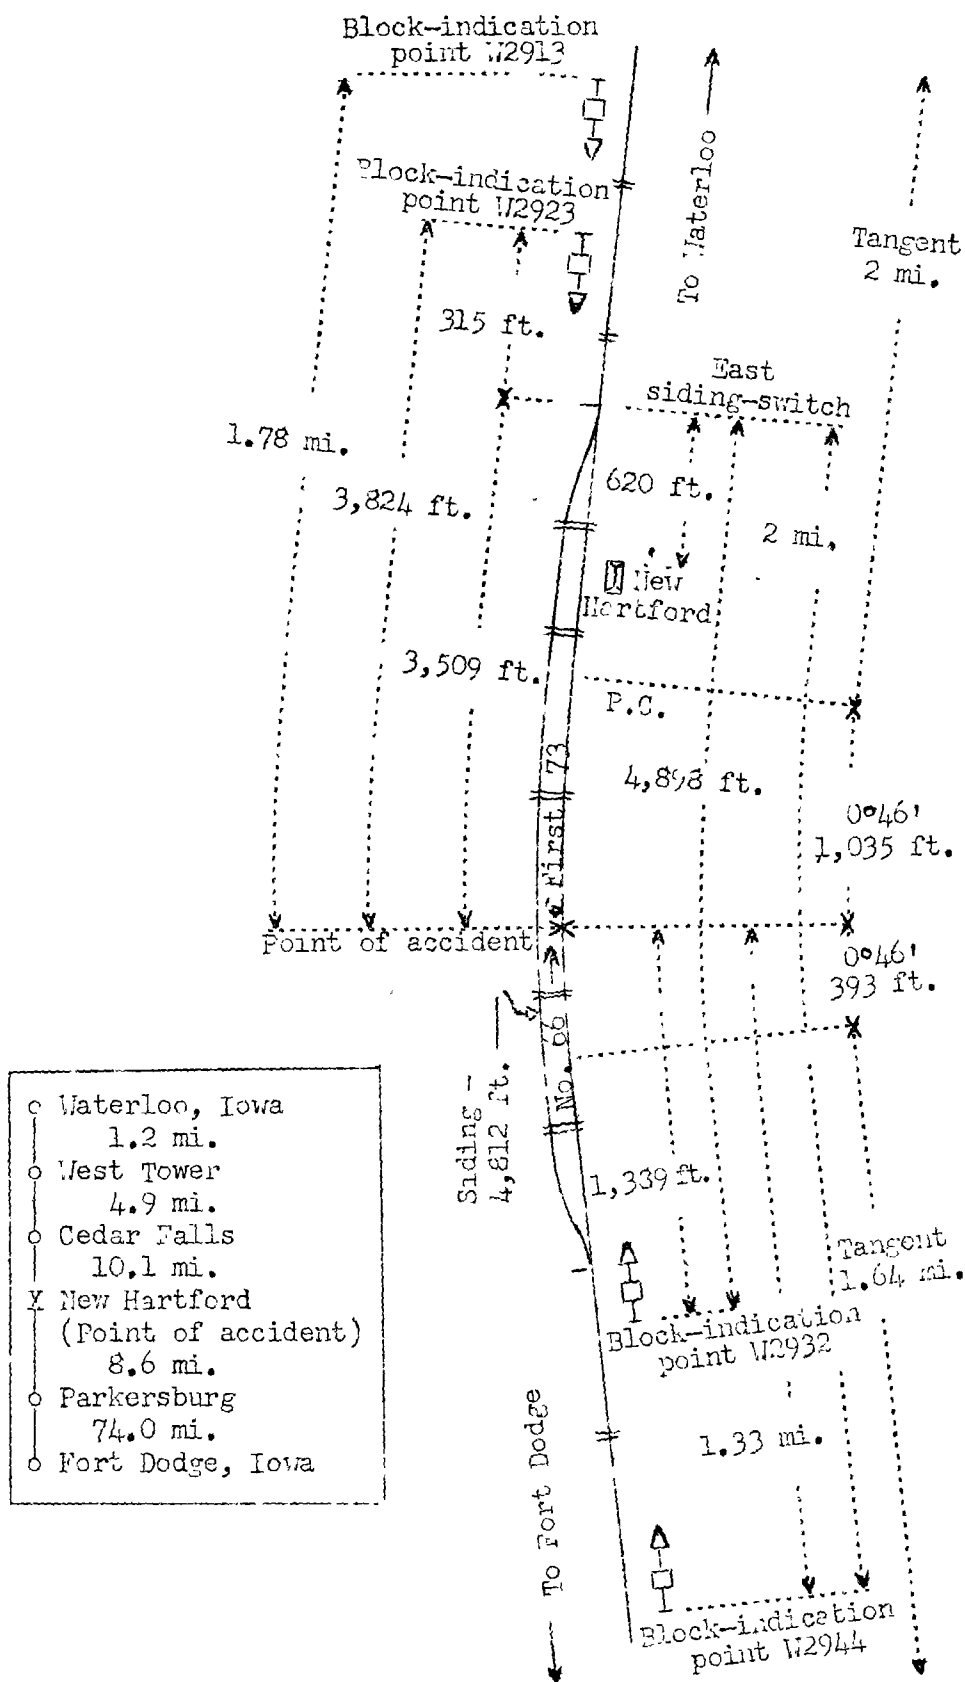 Block-indication
point W2913
Block-indication
point W2923
To Waterloo
Tangent
2 mi.
315 ft.
East
siding-switch
1.78 mi.
3,824 ft.
620 ft.
2 mi.
New
Hartford
3,509 ft.
P.C.
First 73
4,898 ft.
0°46'
1,035 ft.
Point of accident
0°46'
393 ft.
No. 66
Siding -
4,812 ft.
1,339 ft.
Tangent
1.64 mi.
Block-indication
point W2932
1.33 mi.
To Fort Dodge
Block-indication
point W2944
Waterloo, Iowa
1.2 mi.
West Tower
4.9 mi.
Cedar Falls
10.1 mi.
X New Hartford
(Point of accident)
8.6 mi.
Parkersburg
74.0 mi.
Fort Dodge, Iowa